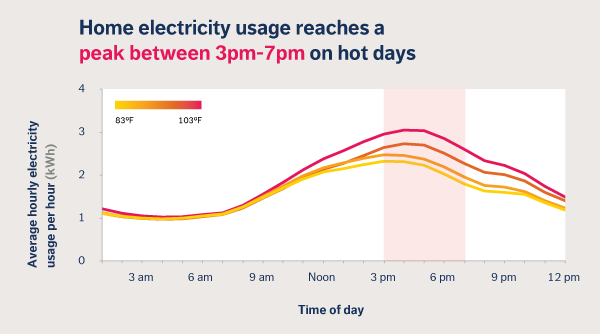 Home electricity usage reaches a
peak between 3pm-7pm on hot days
4
3
2
1
0
83ºF 103ºF
Average hourly electricity
usage per hour (kWh)
3 am 6 am 9 am Noon 3 pm 6 pm 9 pm 12 pm
Time of day